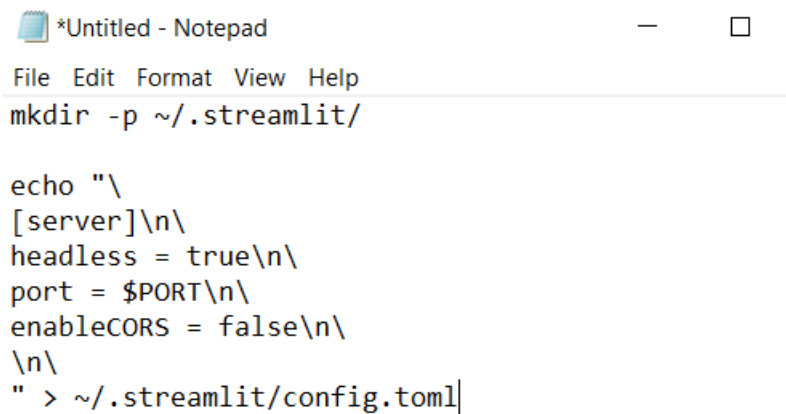 *Untitled - Notepad
File Edit Format View Help
mkdir -p ~/.streamlit/

echo "\
[server]\n\
headless = true\n\
port = $PORT\n\
enableCORS = false\n\
\n\
" > ~/.streamlit/config.toml